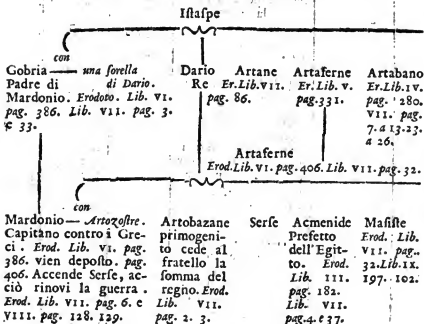 Iſtaſpe
con
Gobria — una ſorella Dario Artane Artaferne Artabano
Padre di di Dario. Re Er.Lib.VII. Er.Lib. V. Er.Lib.IV.
Mardonio. Erodoto. Lib. VI. pag. 86. pag.331. pag. 280.
pag. 386. Lib. VII. pag. 3. VII. pag.
e 33. 7. a 13.23.
a 26.
Artaferne
Erod.Lib. VI. pag.406. Lib. VII. pag.32.
con
Mardonio — Artozoſtre. Artobazane Serſe Acmenide Maſiſte
Capitano contro i Gre- primogeni- Prefetto Erod. Lib.
ci. Erod. Lib. VI. pag. to cede al dell'Egit- VII. pag.
386. vien depoſto. pag. fratello la to. Erod. 32.Lib.IX.
406. Accende Serſe, ac- ſomma del Lib. III. 197. 102.
ciò rinovi la guerra. regno. Erod. pag. 182.
Erod. Lib. VII. pag. 6. e Lib. VII. Lib. VII.
VIII. pag. 128. 129. pag. 2. 3. pag.4. e 37.